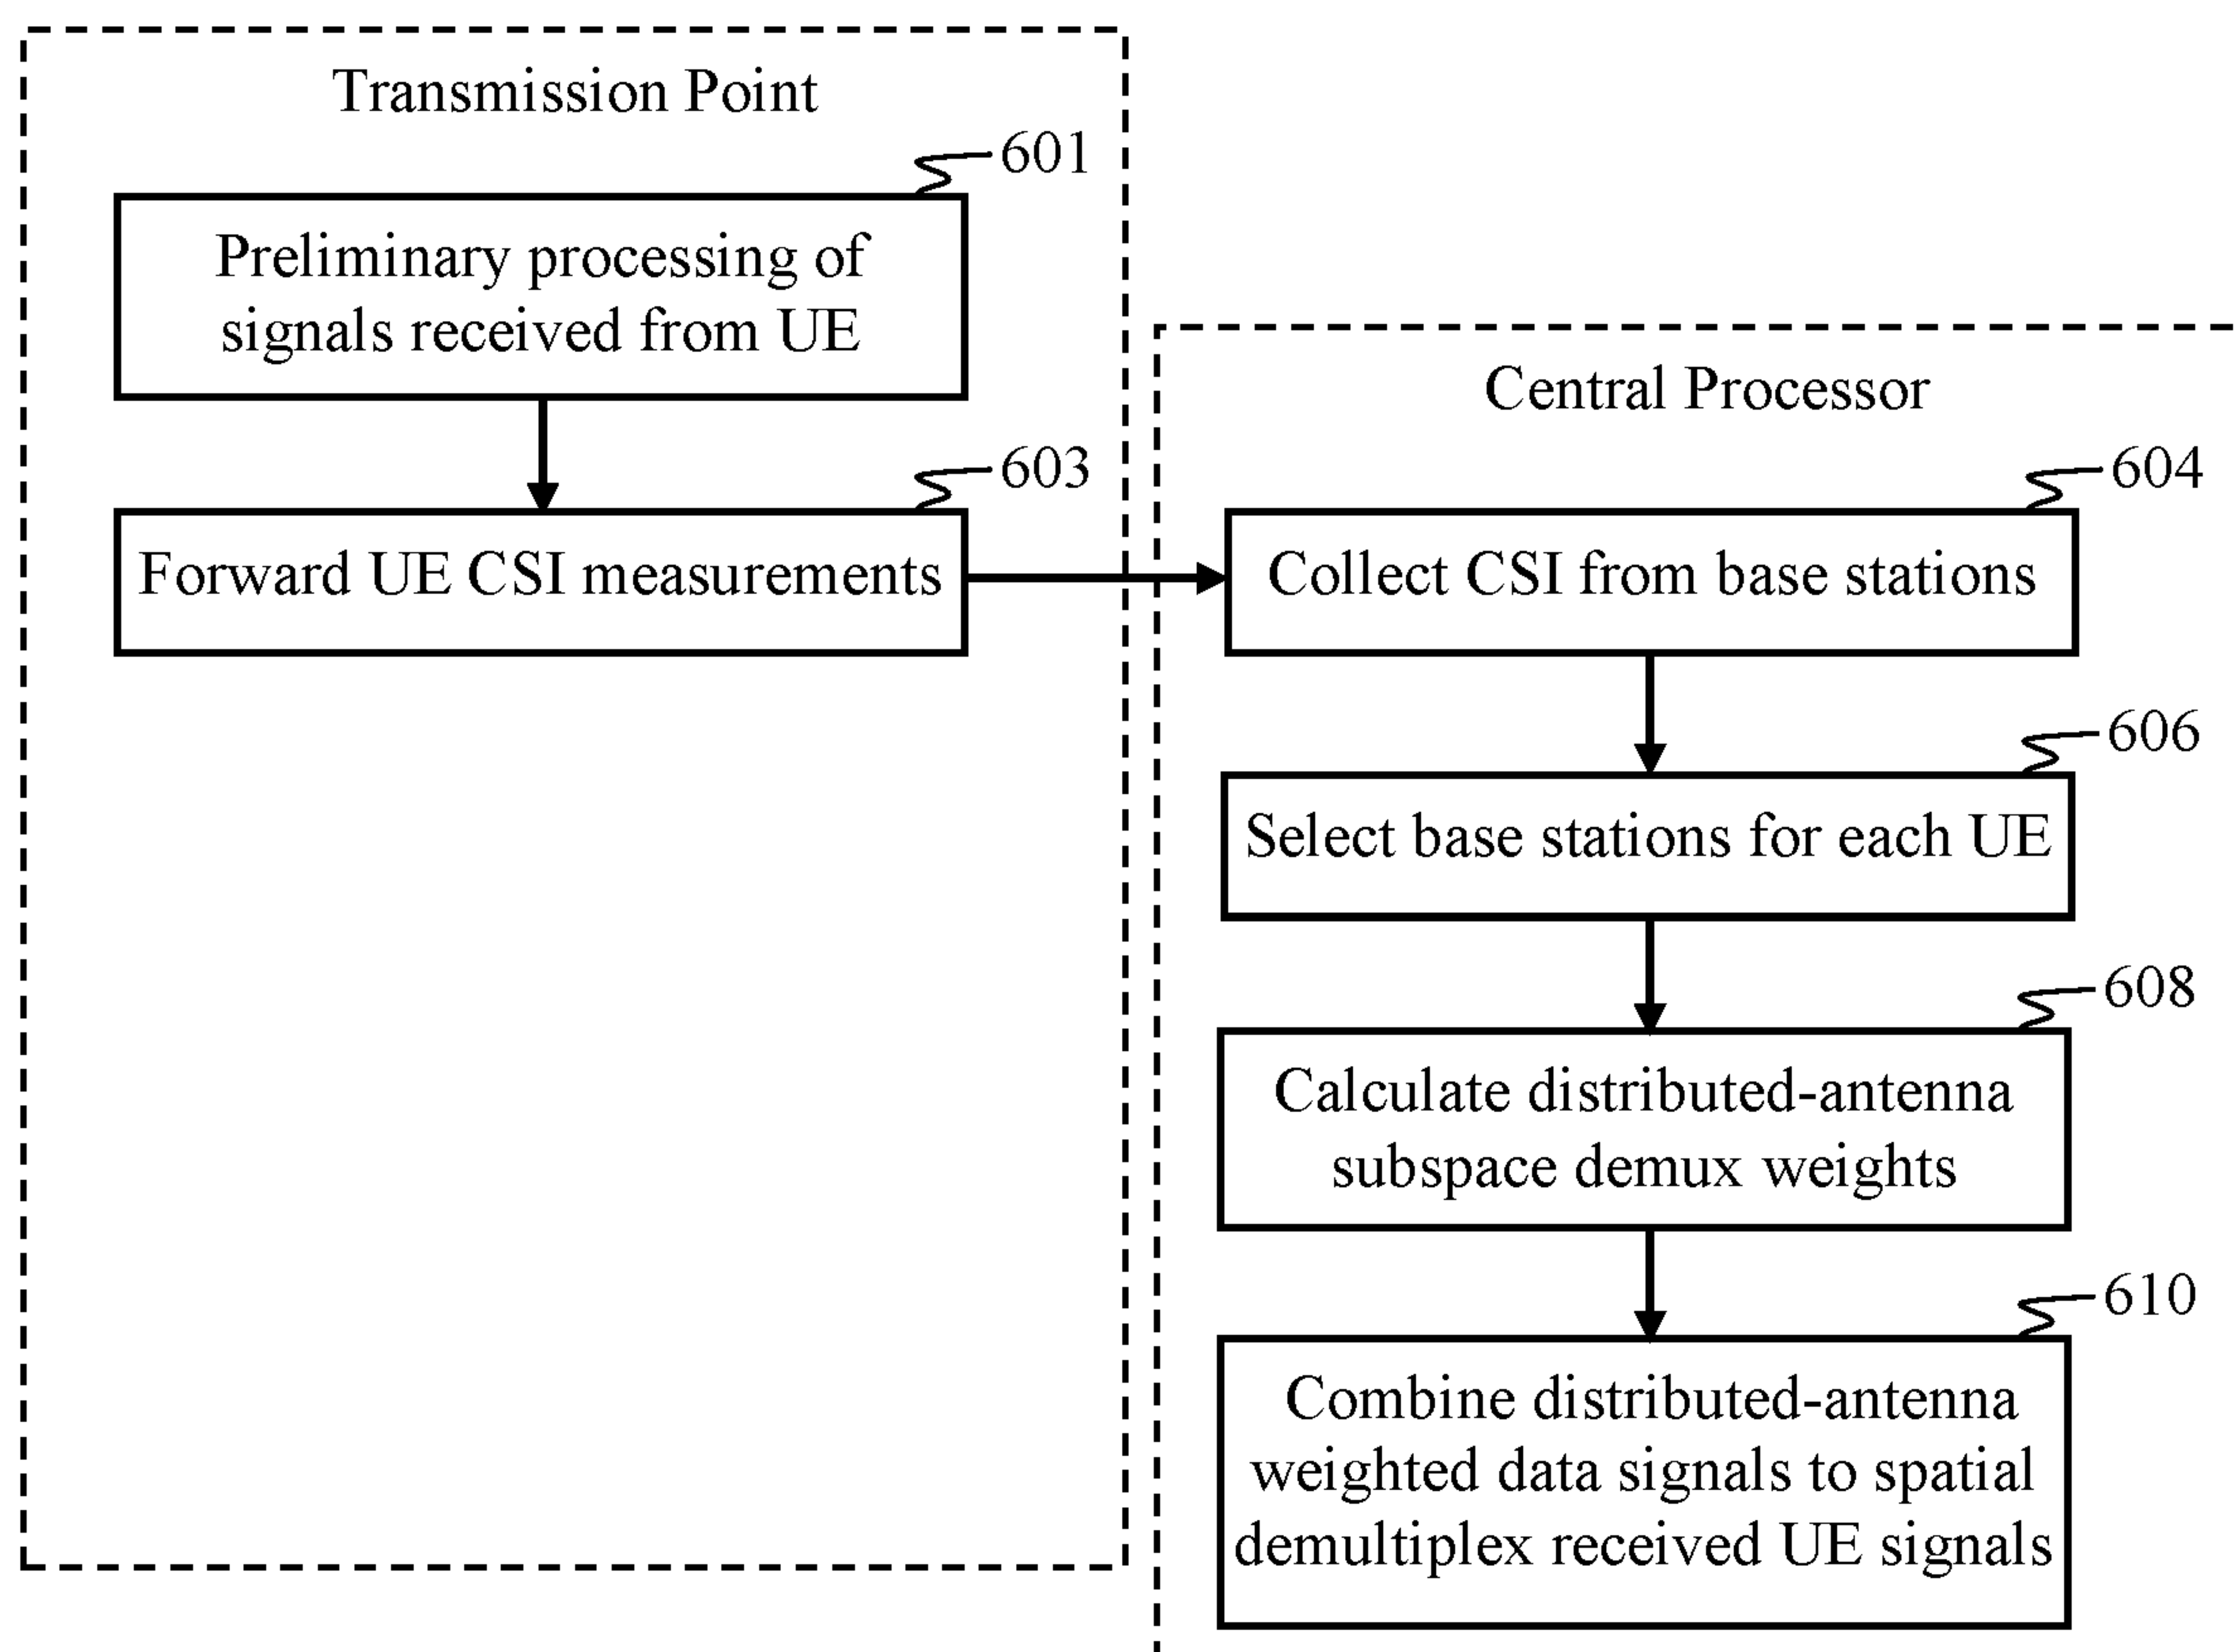 Transmission Point
601
Preliminary processing of
signals received from UE
603
Forward UE CSI measurements
Central Processor
604
Collect CSI from base stations
606
Select base stations for each UE
608
Calculate distributed-antenna
subspace demux weights
610
Combine distributed-antenna
weighted data signals to spatial
demultiplex received UE signals